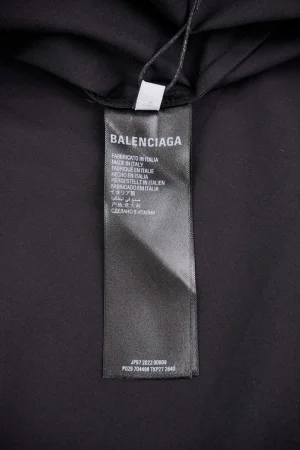 BALENCIAGA
FABBRICATO IN ITALIA
MADE IN ITALY
FABRIQUÉ EN ITALIE
HECHO EN ITALIA
HERGESTELLT IN ITALIEN
FABRICADO EM ITÁLIA
イタリア製
صنع في ايطاليا
产地 意大利
СДЕЛАНО В ИТАЛИИ